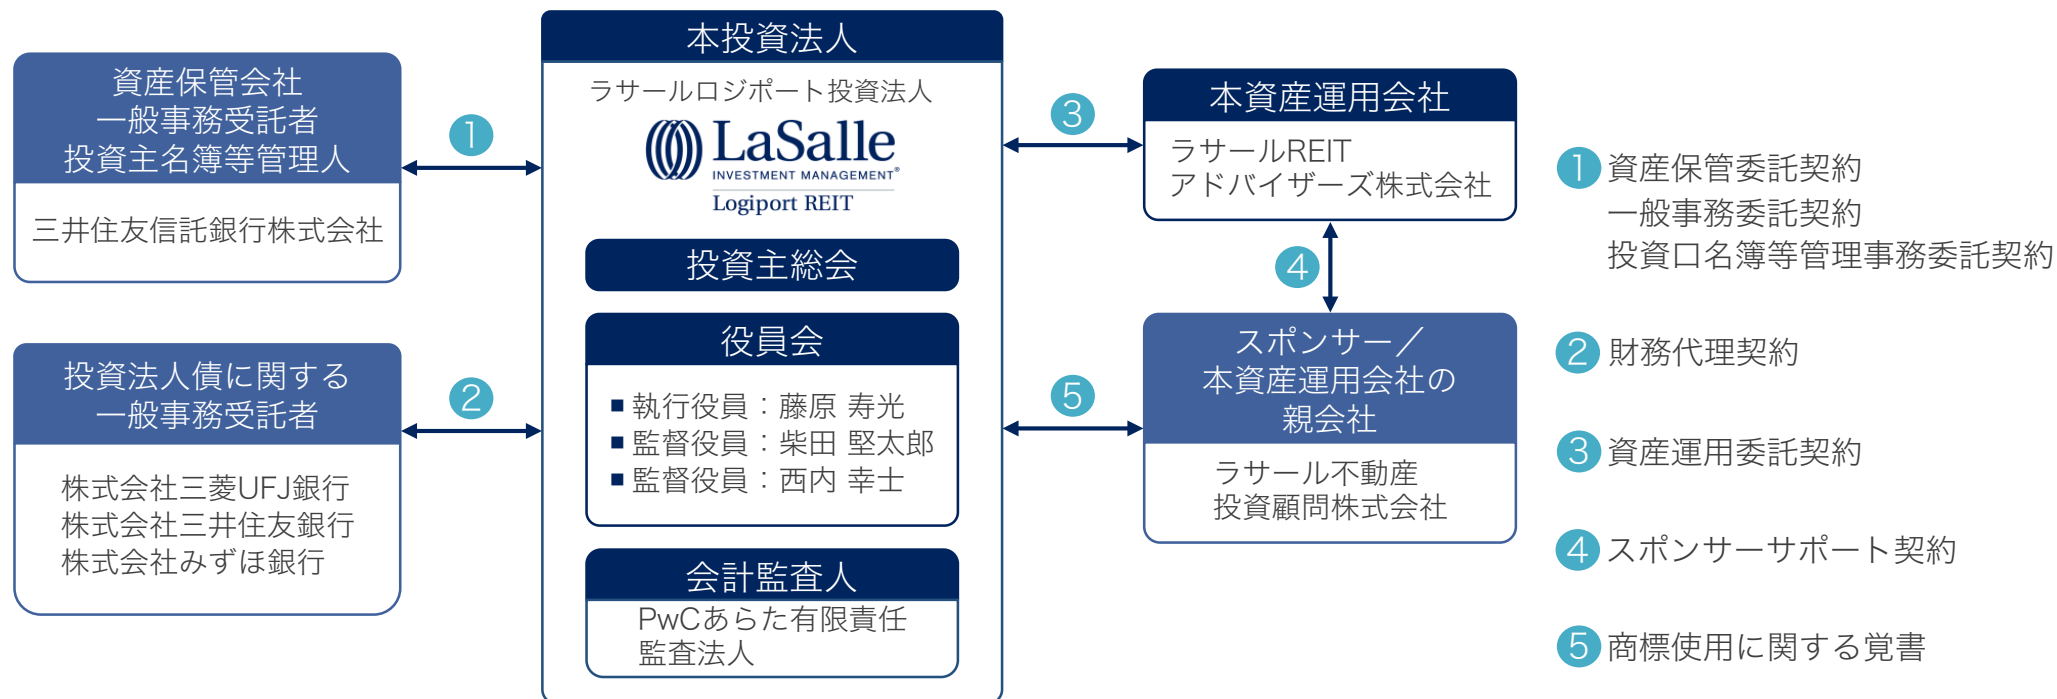 資産保管会社
一般事務受託者
投資主名簿等管理人
三井住友信託銀行株式会社
1
投資法人債に関する
一般事務受託者
株式会社三菱UFJ銀行
株式会社三井住友銀行
株式会社みずほ銀行
2
本投資法人
ラサールロジポート投資法人
LaSalle
INVESTMENT MANAGEMENT®
Logiport REIT
投資主総会
役員会
■ 執行役員：藤原 寿光
■ 監督役員：柴田 堅太郎
■ 監督役員：西内 幸士
会計監査人
PwCあらた有限責任
監査法人
3
本資産運用会社
ラサールREIT
アドバイザーズ株式会社
4
5
スポンサー／
本資産運用会社の
親会社
ラサール不動産
投資顧問株式会社
1 資産保管委託契約
一般事務委託契約
投資口名簿等管理事務委託契約
2 財務代理契約
3 資産運用委託契約
4 スポンサーサポート契約
5 商標使用に関する覚書